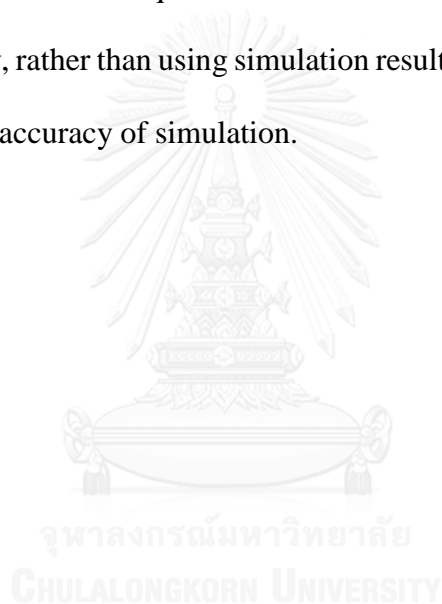 , rather than using simulation result
accuracy of simulation.
จุฬาลงกรณ์มหาวิทยาลัย
CHULALONGKORN UNIVERSITY